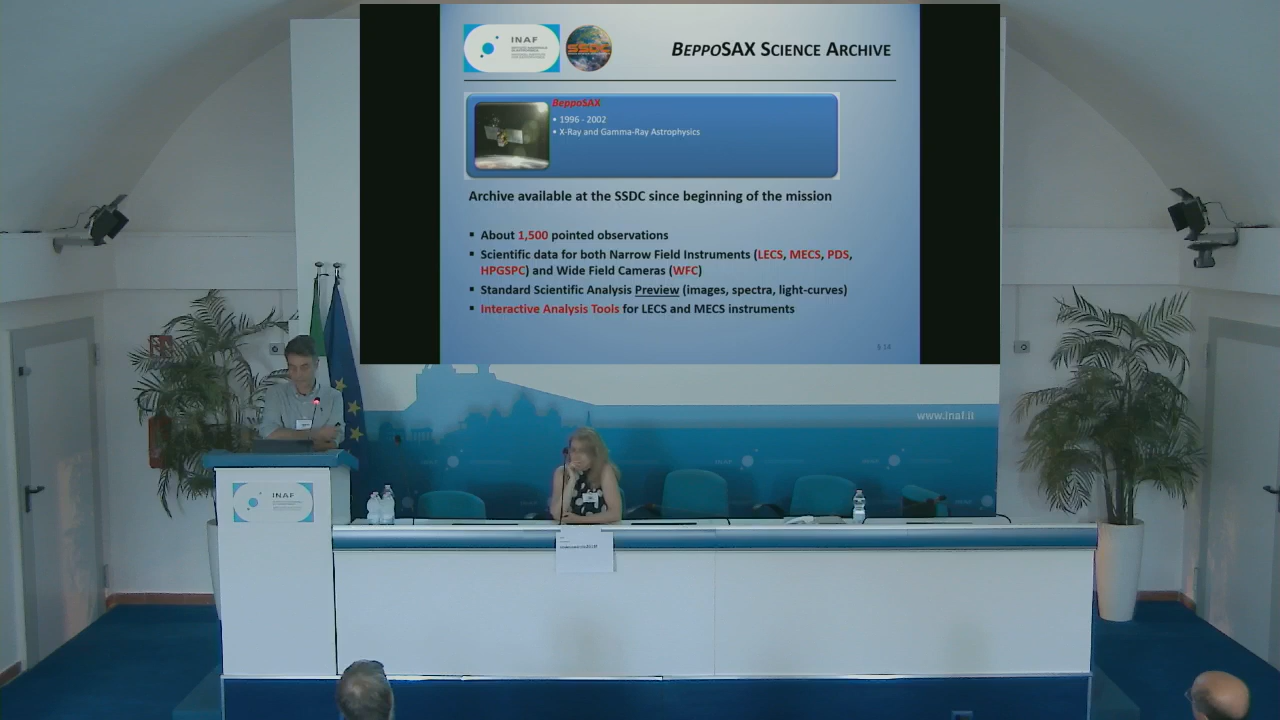 INAF
SSDC
BEPPOSAX SCIENCE ARCHIVE
BeppoSAX
• 1996 - 2002
• X-Ray and Gamma-Ray Astrophysics
Archive available at the SSDC since beginning of the mission
▪ About 1,500 pointed observations
▪ Scientific data for both Narrow Field Instruments (LECS, MECS, PDS,
HPGSPC) and Wide Field Cameras (WFC)
▪ Standard Scientific Analysis Preview (images, spectra, light-curves)
▪ Interactive Analysis Tools for LECS and MECS instruments
www.inaf.it
INAF